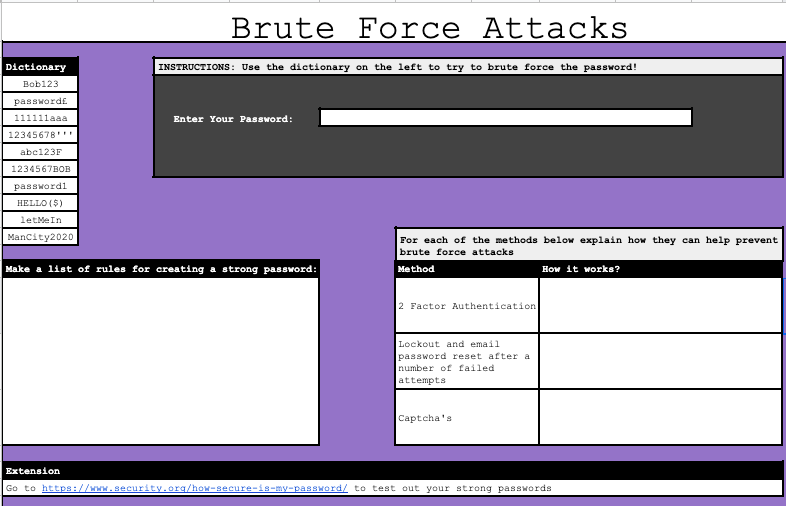 Brute Force Attacks
Dictionary
Bob123
password£
111111aaa
12345678'''
abc123F
1234567BOB
password1
HELLO($)
letMeIn
ManCity2020
INSTRUCTIONS: Use the dictionary on the left to try to brute force the password!
Enter Your Password:
Make a list of rules for creating a strong password:
For each of the methods below explain how they can help prevent
brute force attacks
Method How it works?
2 Factor Authentication
Lockout and email
password reset after a
number of failed
attempts
Captcha's
Extension
Go to https://www.security.org/how-secure-is-my-password/ to test out your strong passwords